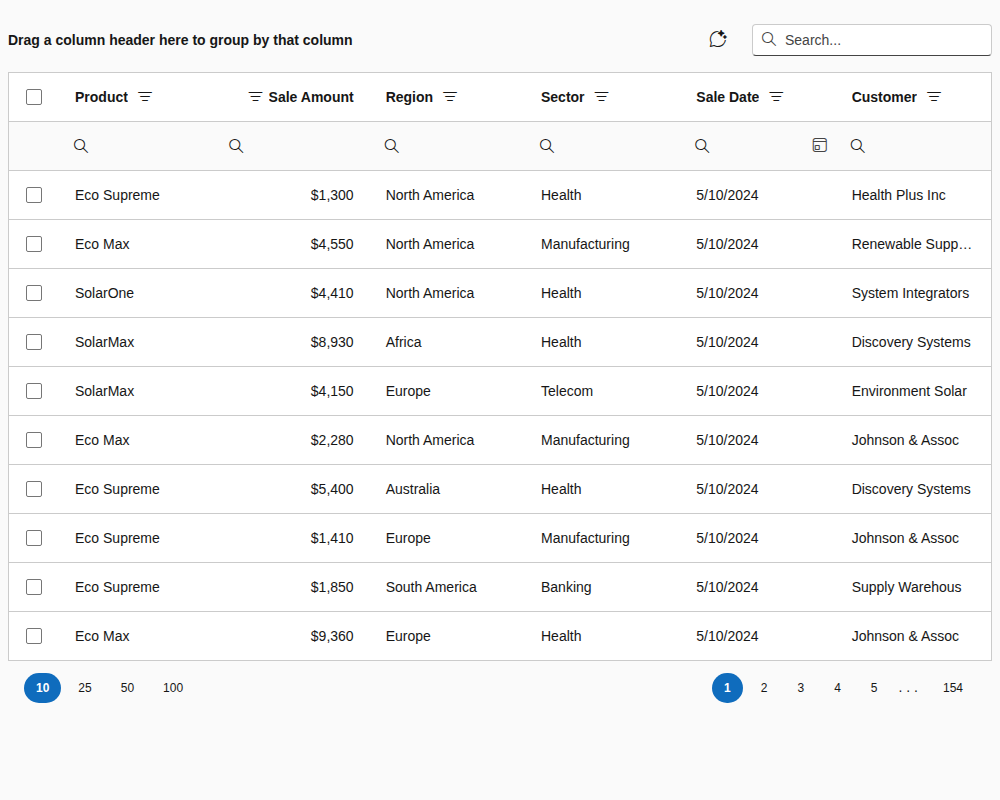 Drag a column header here to group by that column
Search...
Product Sale Amount Region Sector Sale Date Customer
Eco Supreme $1,300 North America Health 5/10/2024 Health Plus Inc
Eco Max $4,550 North America Manufacturing 5/10/2024 Renewable Supp…
SolarOne $4,410 North America Health 5/10/2024 System Integrators
SolarMax $8,930 Africa Health 5/10/2024 Discovery Systems
SolarMax $4,150 Europe Telecom 5/10/2024 Environment Solar
Eco Max $2,280 North America Manufacturing 5/10/2024 Johnson & Assoc
Eco Supreme $5,400 Australia Health 5/10/2024 Discovery Systems
Eco Supreme $1,410 Europe Manufacturing 5/10/2024 Johnson & Assoc
Eco Supreme $1,850 South America Banking 5/10/2024 Supply Warehous
Eco Max $9,360 Europe Health 5/10/2024 Johnson & Assoc
10 25 50 100 1 2 3 4 5 . . . 154